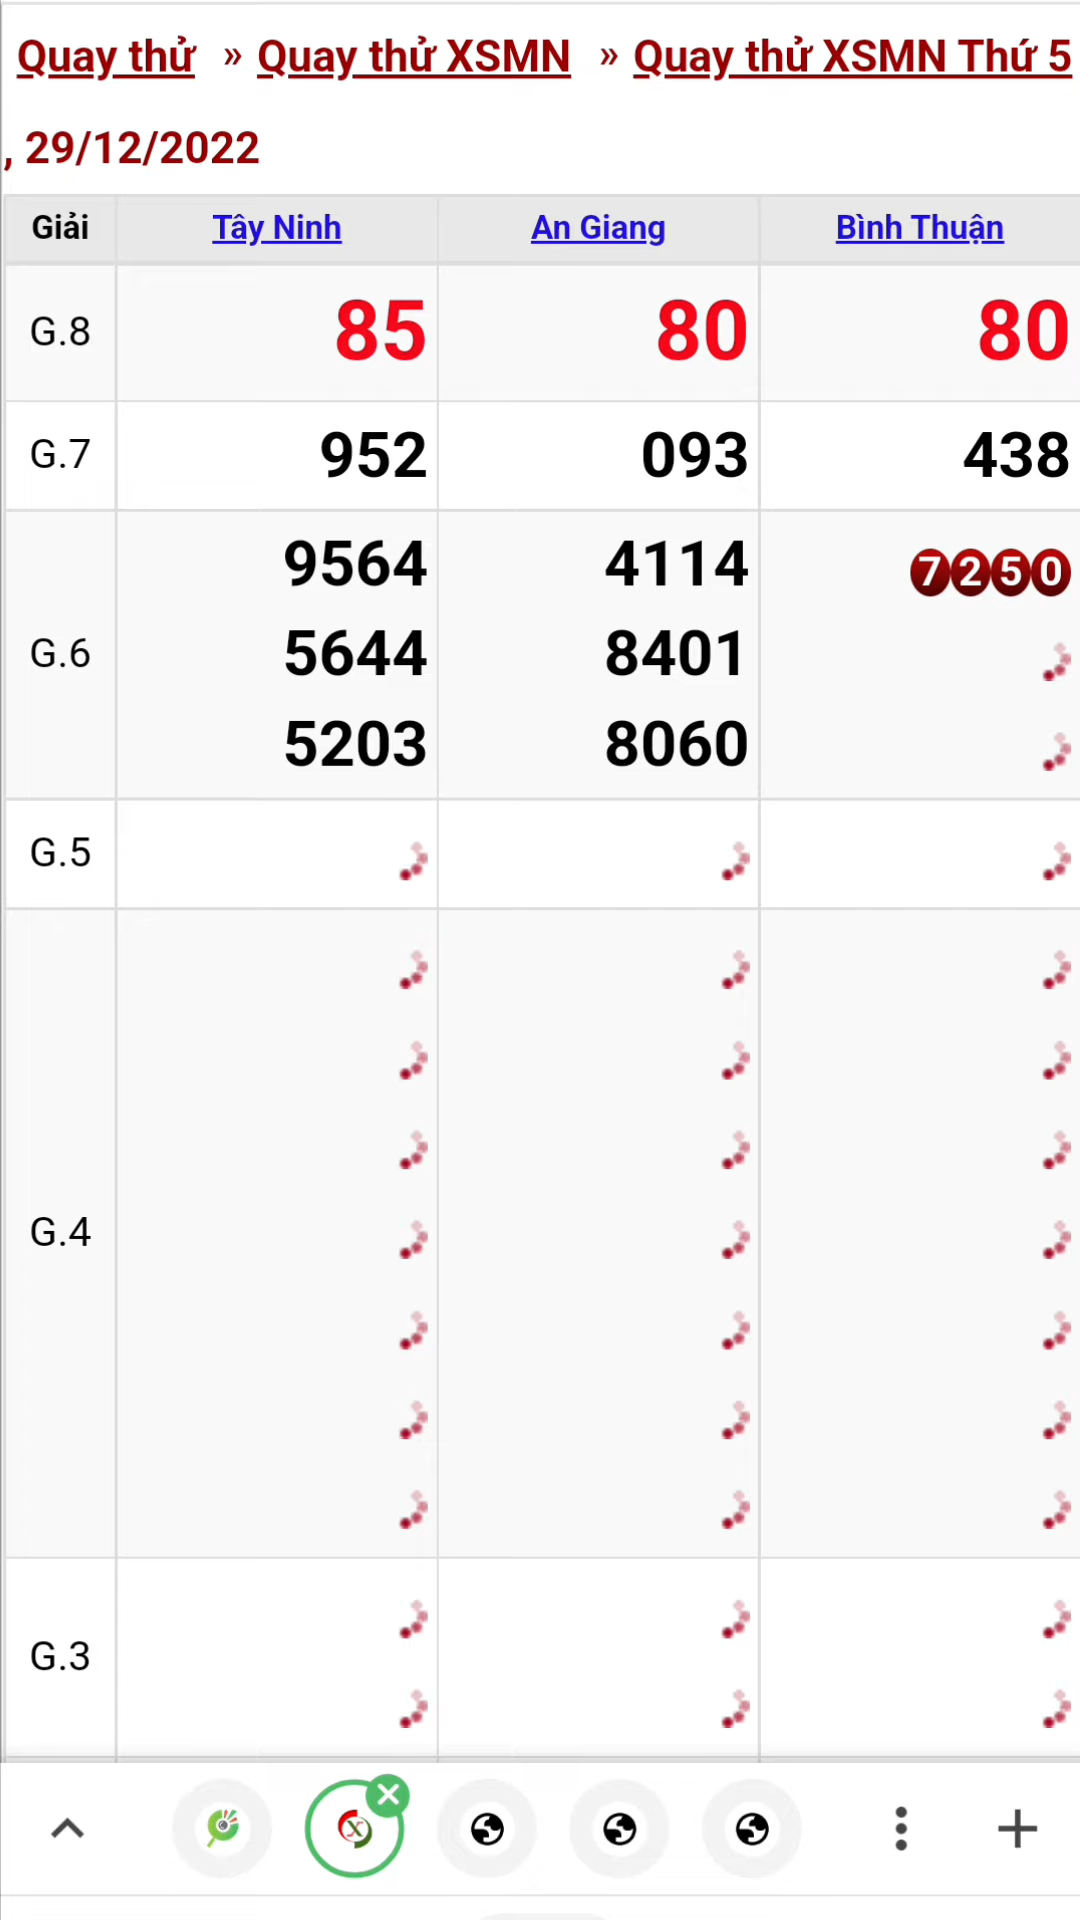 Quay thử » Quay thử XSMN » Quay thử XSMN Thứ 5
, 29/12/2022
Giải Tây Ninh An Giang Bình Thuận
G.8 85 80 80
G.7 952 093 438
9564 4114 7250
G.6 5644 8401
5203 8060
G.5
G.4
G.3